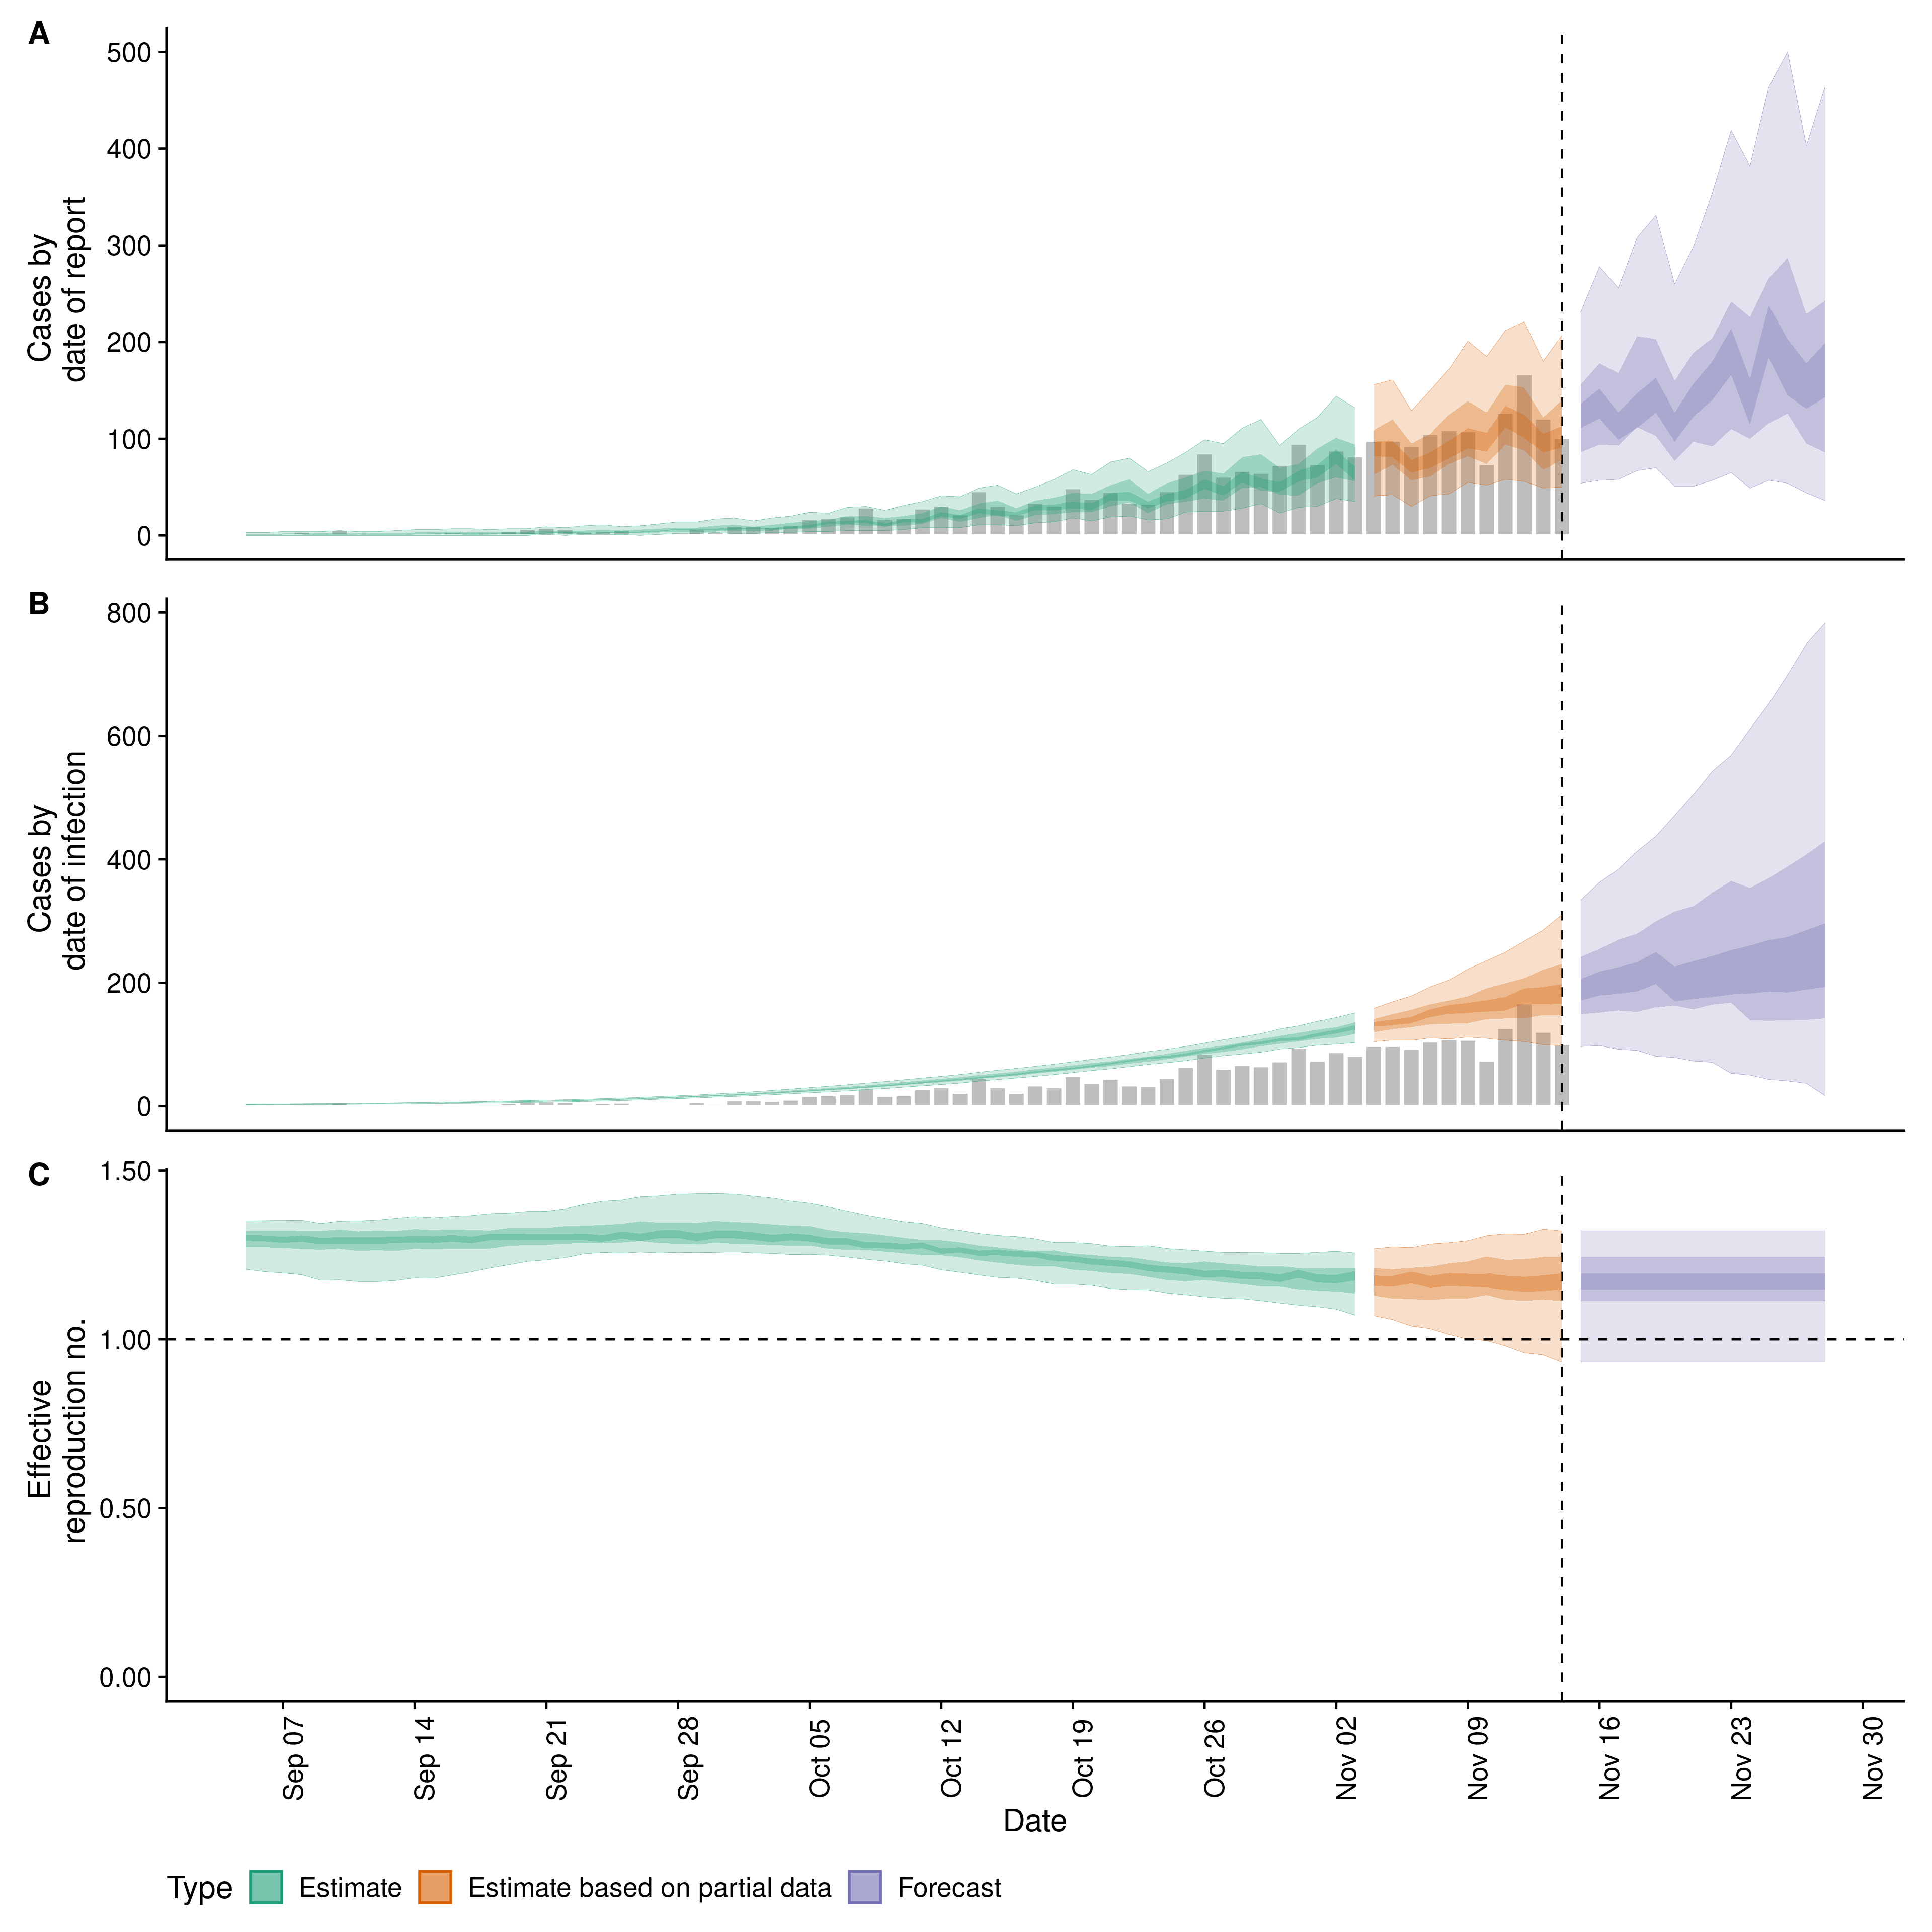 A
500
400
300
200
100
0
Cases by
date of report
B
800
600
400
200
0
Cases by
date of infection
C
1.50
1.00
0.50
0.00
Effective
reproduction no.
Sep 07
Sep 14
Sep 21
Sep 28
Oct 05
Oct 12
Oct 19
Oct 26
Nov 02
Nov 09
Nov 16
Nov 23
Nov 30
Date
Type Estimate Estimate based on partial data Forecast